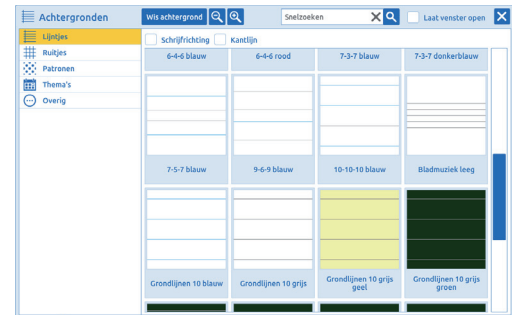 Achtergronden
Wis achtergrond
Snelzoeken
Laat venster open
Lijntjes
Ruitjes
Patronen
Thema's
Overig
Schrijfrichting
Kantlijn
6-4-6 blauw
6-4-6 rood
7-3-7 blauw
7-3-7 donkerblauw
7-5-7 blauw
9-6-9 blauw
10-10-10 blauw
Bladmuziek leeg
Grondlijnen 10 blauw
Grondlijnen 10 grijs
Grondlijnen 10 grijs
geel
Grondlijnen 10 grijs
groen